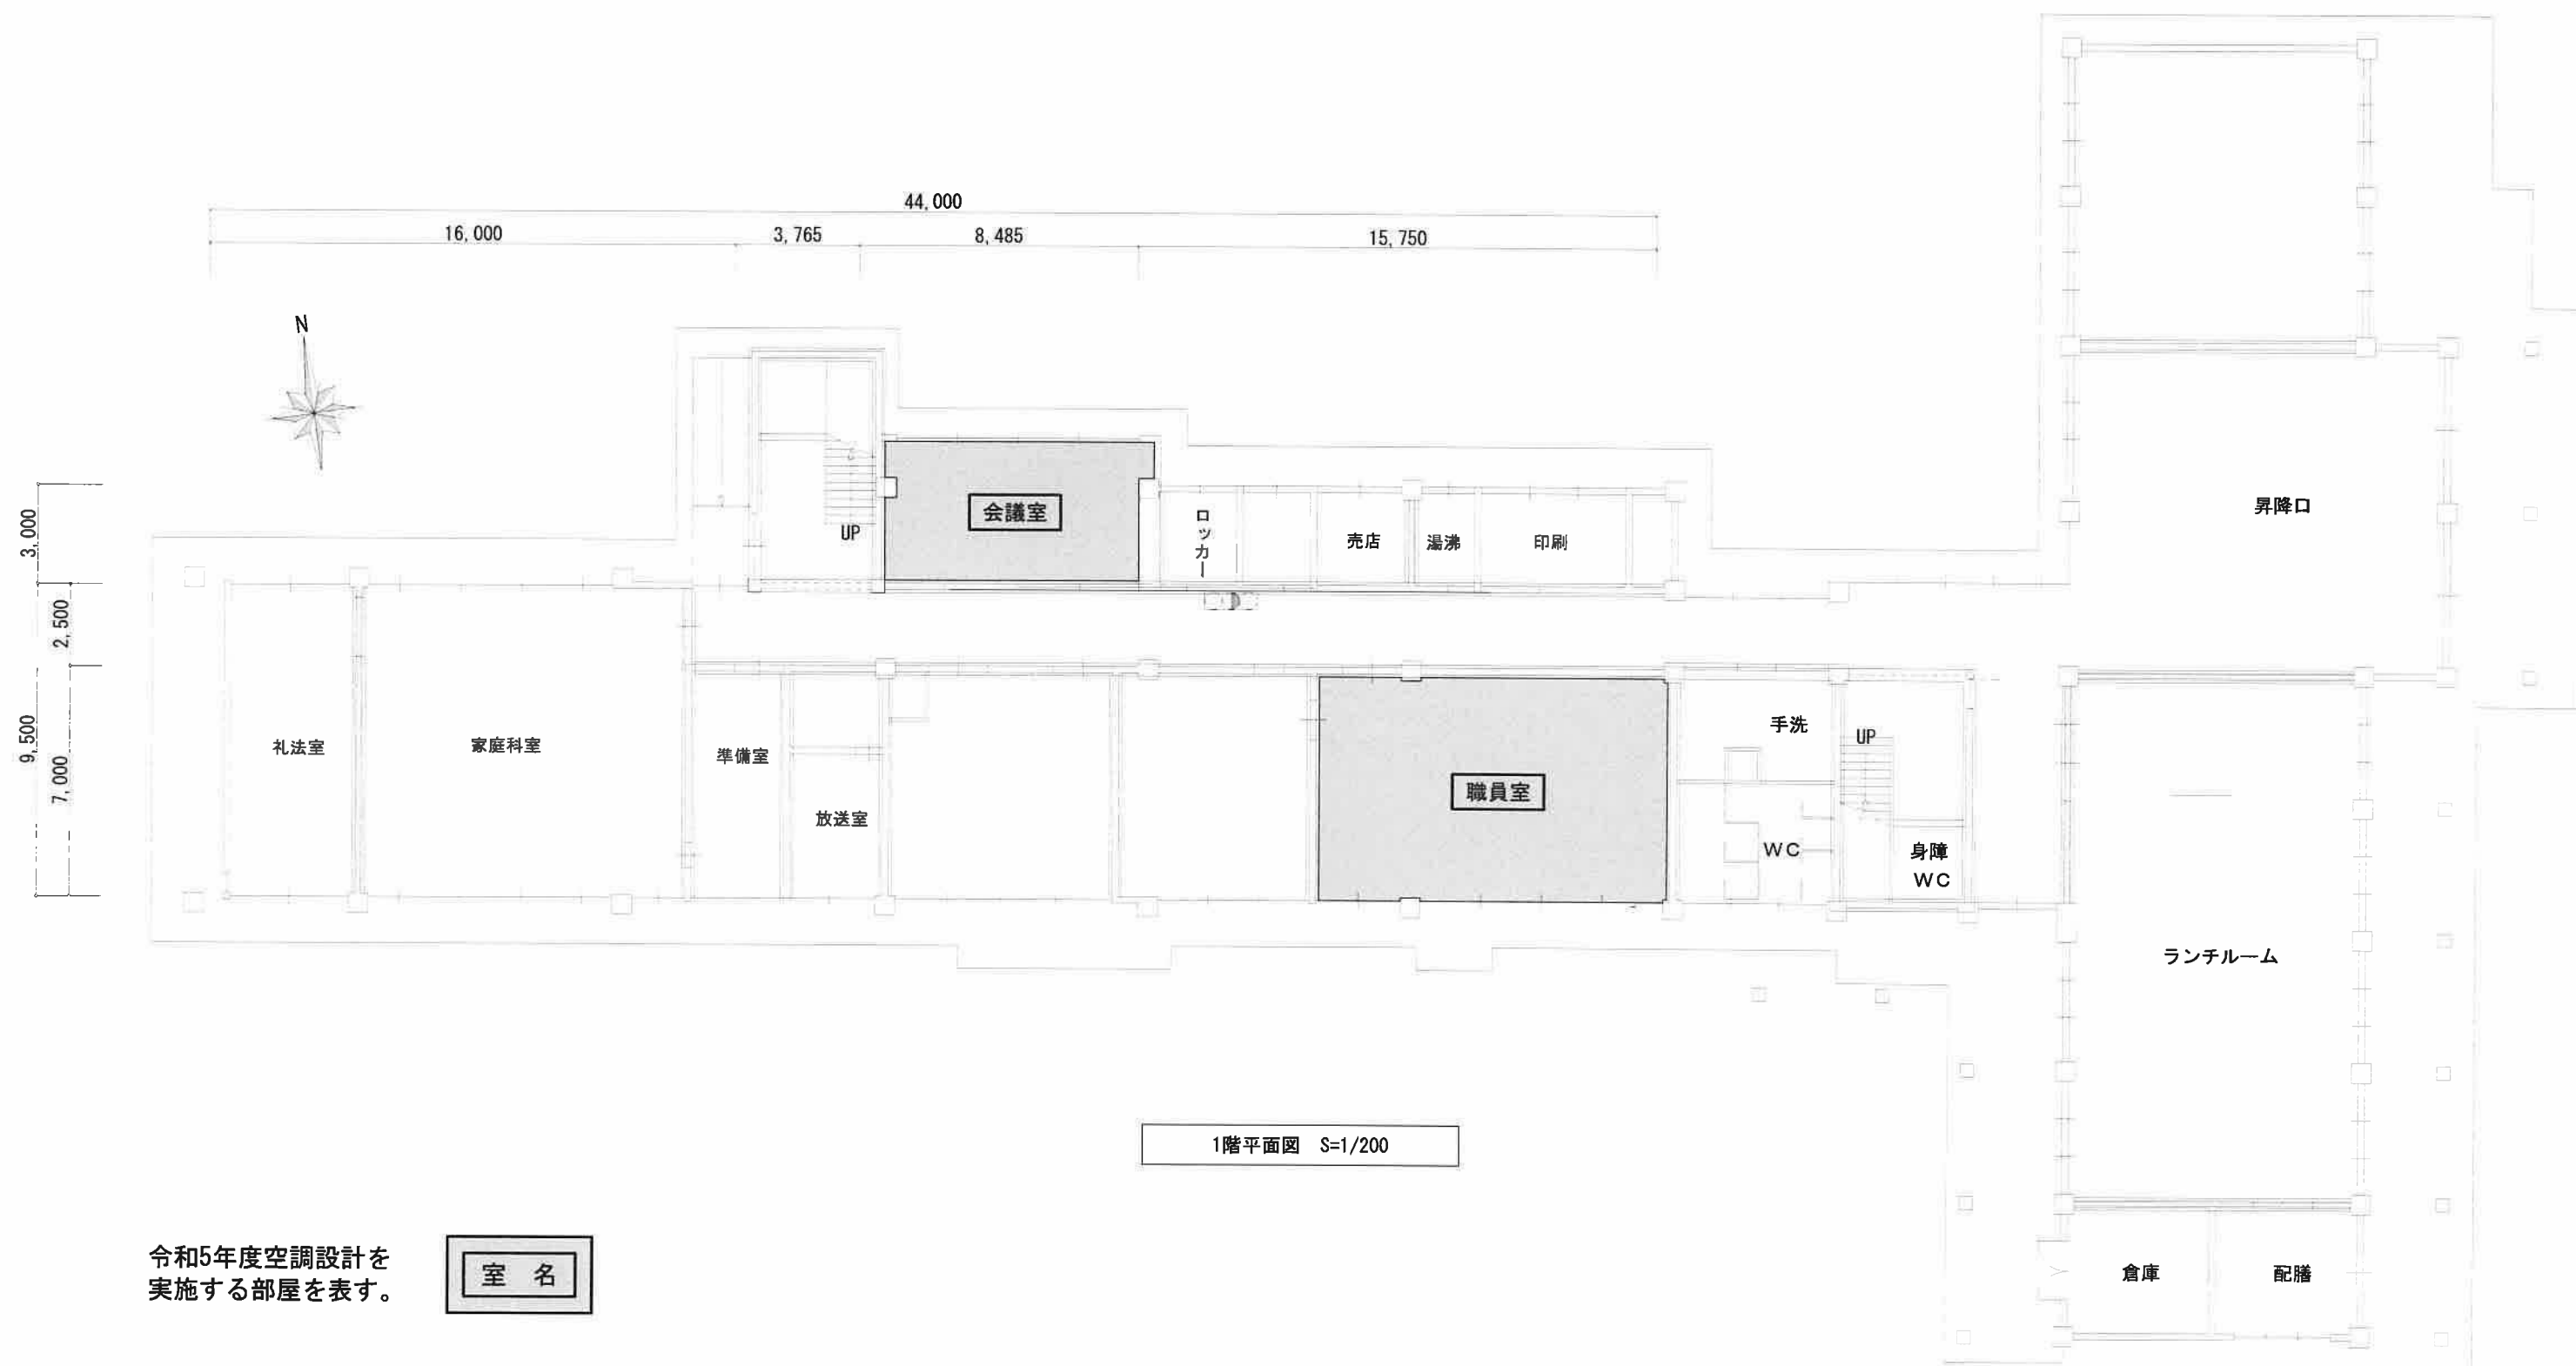 44,000
16,000
3,765
8,485
15,750
N
3,000
2,500
9,500
7,000
UP
会議室
ロッカー
売店
湯沸
印刷
昇降口
礼法室
家庭科室
準備室
放送室
職員室
手洗
UP
WC
身障
WC
ランチルーム
倉庫
配膳
1階平面図 S=1/200
令和5年度空調設計を
実施する部屋を表す。
室 名